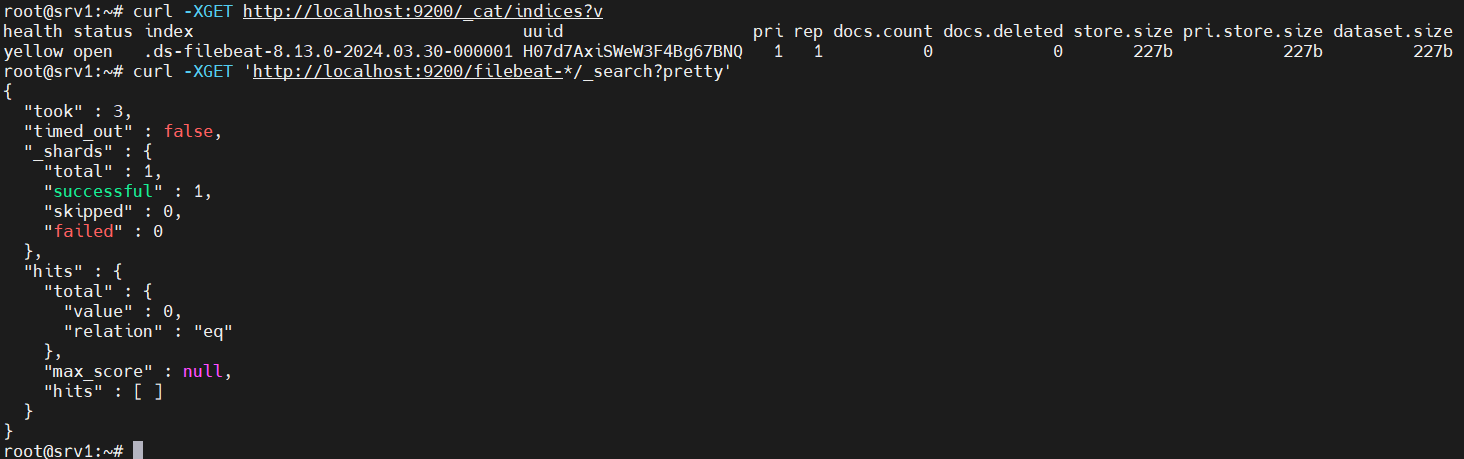 root@srv1:~# curl -XGET http://localhost:9200/_cat/indices?v
health status index                                uuid                   pri rep docs.count docs.deleted store.size pri.store.size dataset.size
yellow open   .ds-filebeat-8.13.0-2024.03.30-000001 H07d7AxiSWeW3F4Bg67BNQ   1   1          0            0       227b           227b         227b
root@srv1:~# curl -XGET 'http://localhost:9200/filebeat-*/_search?pretty'
{
  "took" : 3,
  "timed_out" : false,
  "_shards" : {
    "total" : 1,
    "successful" : 1,
    "skipped" : 0,
    "failed" : 0
  },
  "hits" : {
    "total" : {
      "value" : 0,
      "relation" : "eq"
    },
    "max_score" : null,
    "hits" : [ ]
  }
}
root@srv1:~#